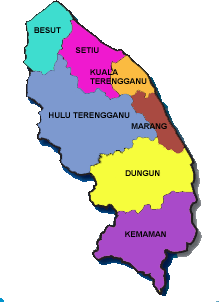 BESUT
SETIU
KUALA
TERENGGANU
HULU TERENGGANU
MARANG
DUNGUN
KEMAMAN